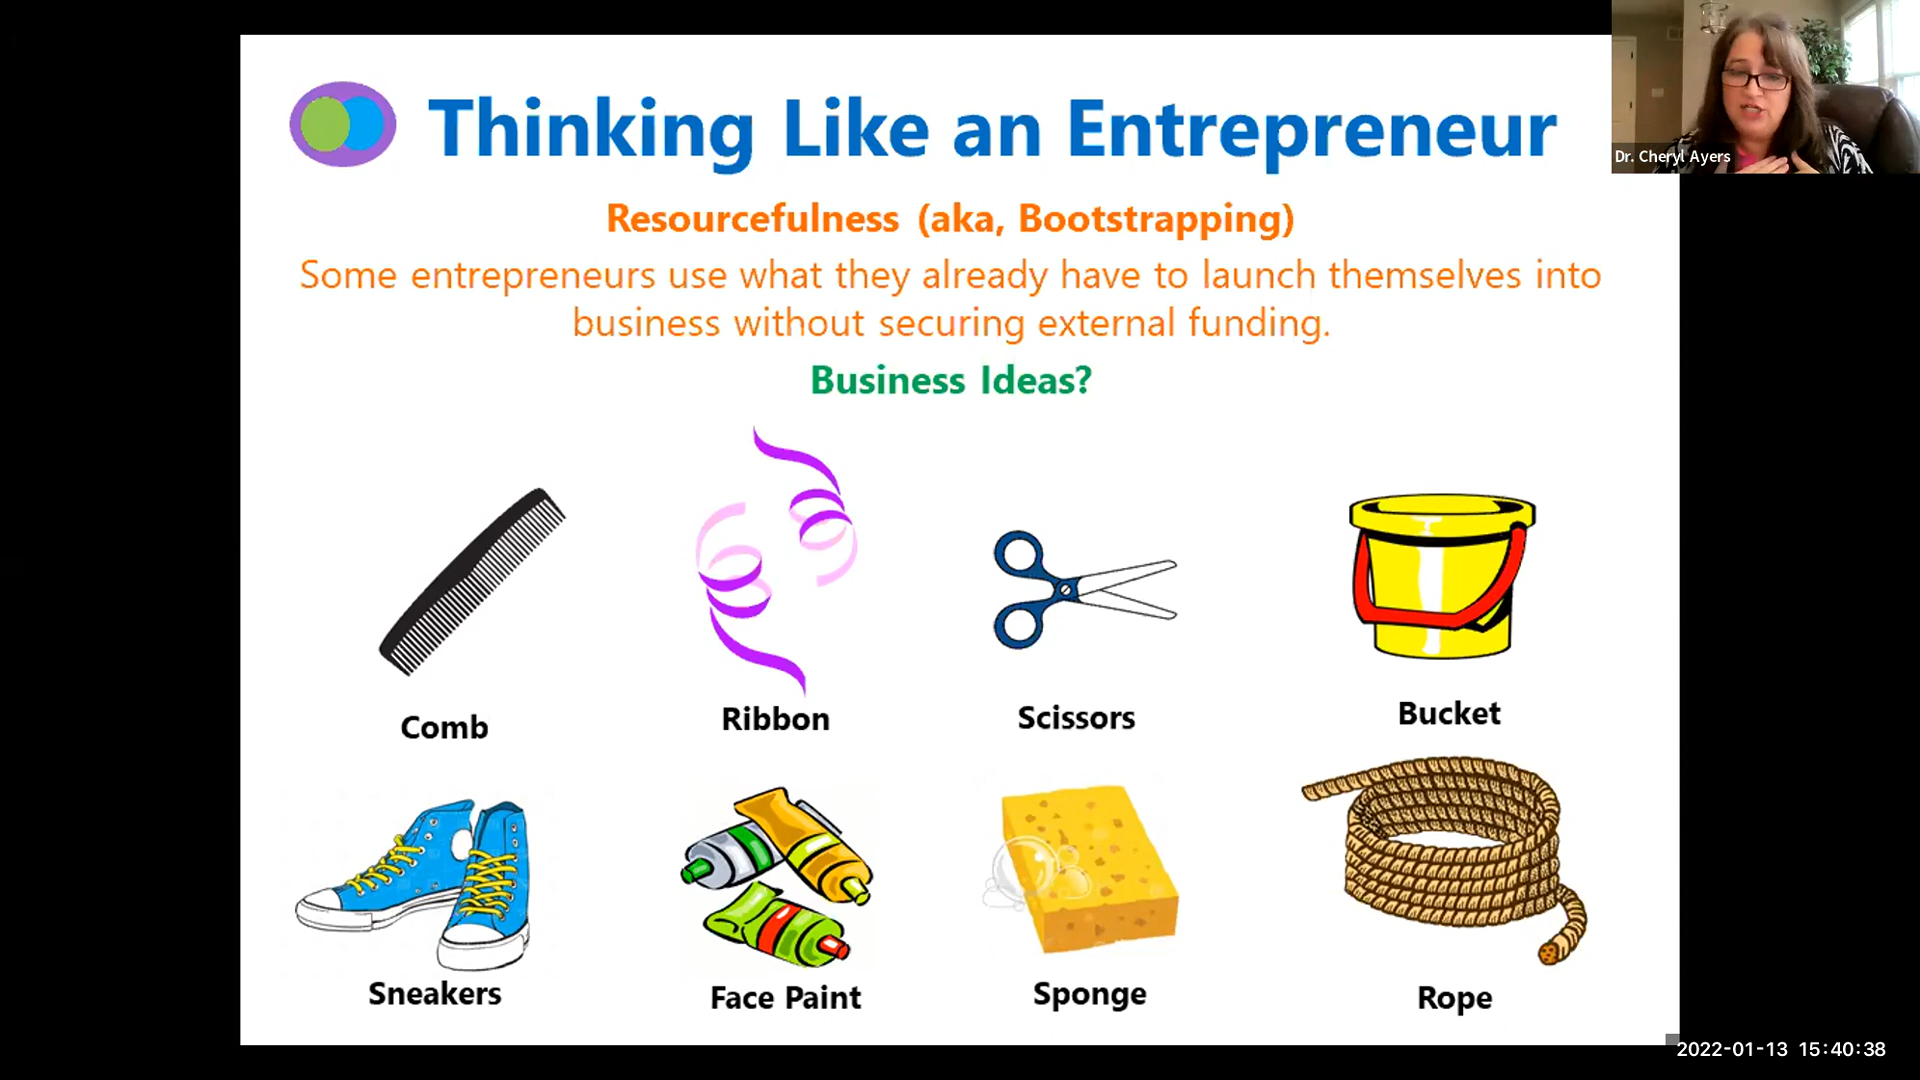 Thinking Like an Entrepreneur
Dr. Cheryl Ayers
Resourcefulness (aka, Bootstrapping)
Some entrepreneurs use what they already have to launch themselves into
business without securing external funding.
Business Ideas?
Comb
Ribbon
Scissors
Bucket
Sneakers
Face Paint
Sponge
Rope
2022-01-13 15:40:38